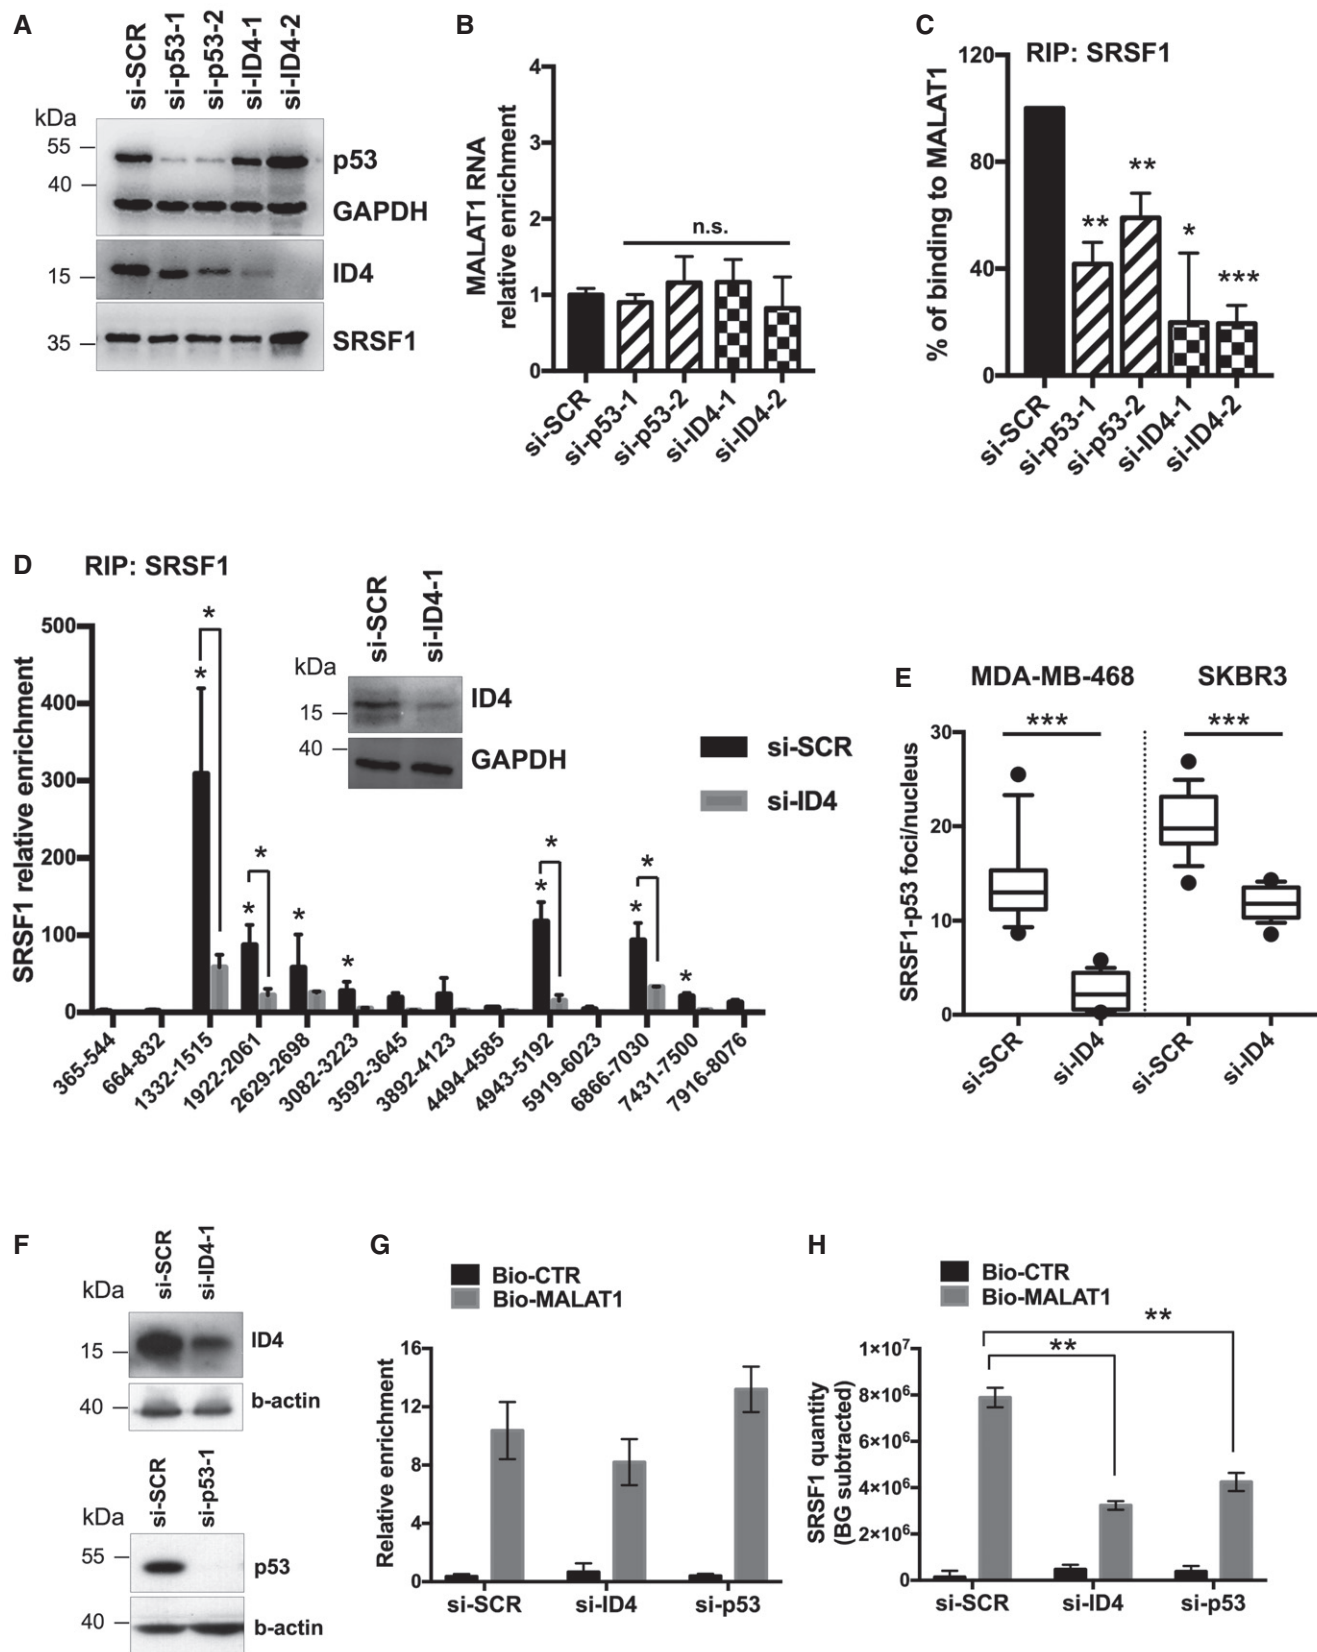 A
si-SCR
si-p53-1
si-p53-2
si-ID4-1
si-ID4-2
kDa
55
40
15
35
p53
GAPDH
ID4
SRSF1
B
MALAT1 RNA
relative enrichment
4
3
2
1
0
n.s.
si-SCR
si-p53-1
si-p53-2
si-ID4-1
si-ID4-2
C
RIP: SRSF1
% of binding to MALAT1
120
80
40
0
**
**
*
***
si-SCR
si-p53-1
si-p53-2
si-ID4-1
si-ID4-2
D
RIP: SRSF1
SRSF1 relative enrichment
500
400
300
200
100
0
*
*
*
*
*
*
*
*
*
*
*
si-SCR
si-ID4-1
kDa
15
40
ID4
GAPDH
si-SCR
si-ID4
365-544
664-832
1332-1515
1922-2061
2629-2698
3082-3223
3592-3645
3892-4123
4494-4585
4943-5192
5919-6023
6866-7030
7431-7500
7916-8076
E
MDA-MB-468
SKBR3
***
***
SRSF1-p53 foci/nucleus
30
20
10
0
si-SCR
si-ID4
si-SCR
si-ID4
F
si-SCR
si-ID4-1
kDa
15
40
ID4
b-actin
si-SCR
si-p53-1
kDa
55
40
p53
b-actin
G
Bio-CTR
Bio-MALAT1
Relative enrichment
16
12
8
4
0
si-SCR
si-ID4
si-p53
H
Bio-CTR
Bio-MALAT1
SRSF1 quantity
(BG subtracted)
1×10⁷
8×10⁶
6×10⁶
4×10⁶
2×10⁶
0
**
**
si-SCR
si-ID4
si-p53